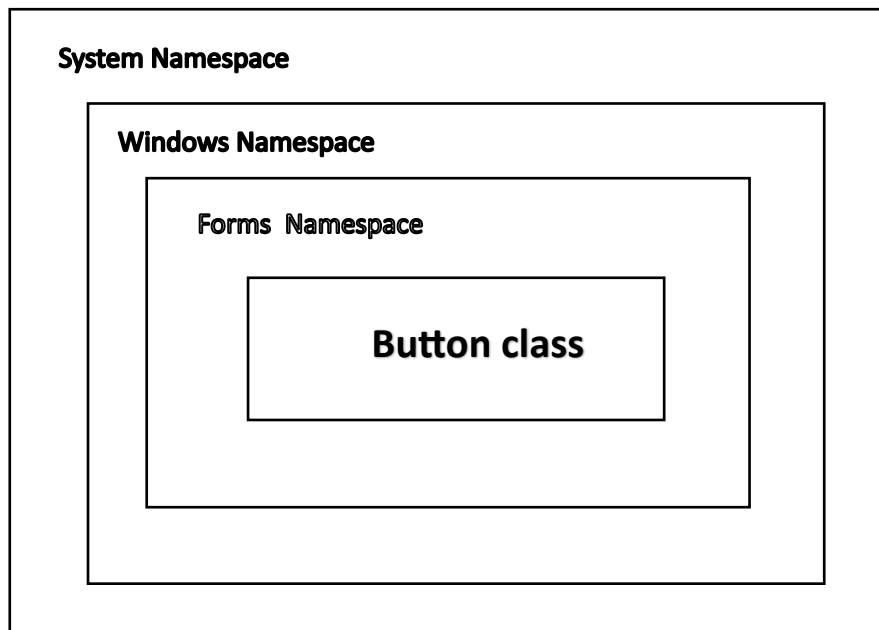 System Namespace
Windows Namespace
Forms Namespace
Button class